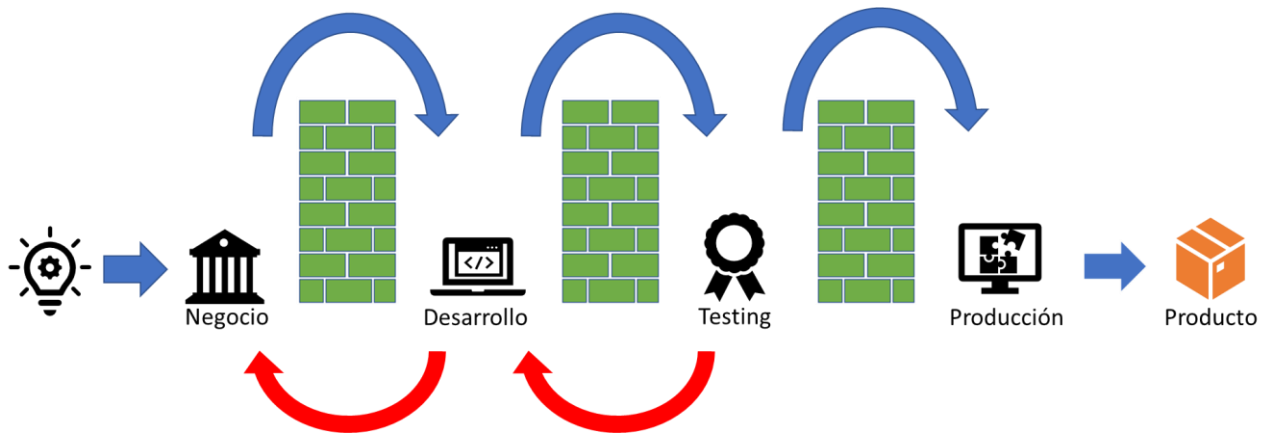 </>
Negocio
Desarrollo
Testing
Producción
Producto